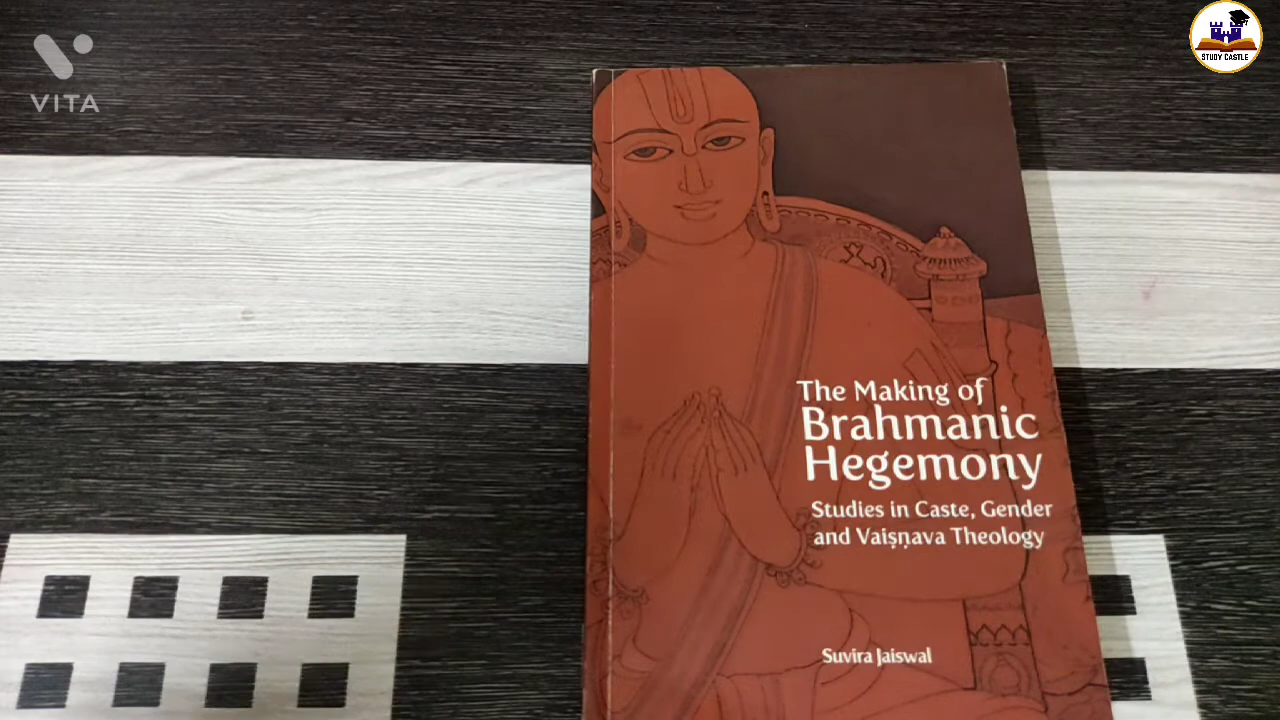 VITA
STUDY CASTLE
The Making of
Brahmanic
Hegemony
Studies in Caste, Gender
and Vaiṣṇava Theology
Suvira Jaiswal